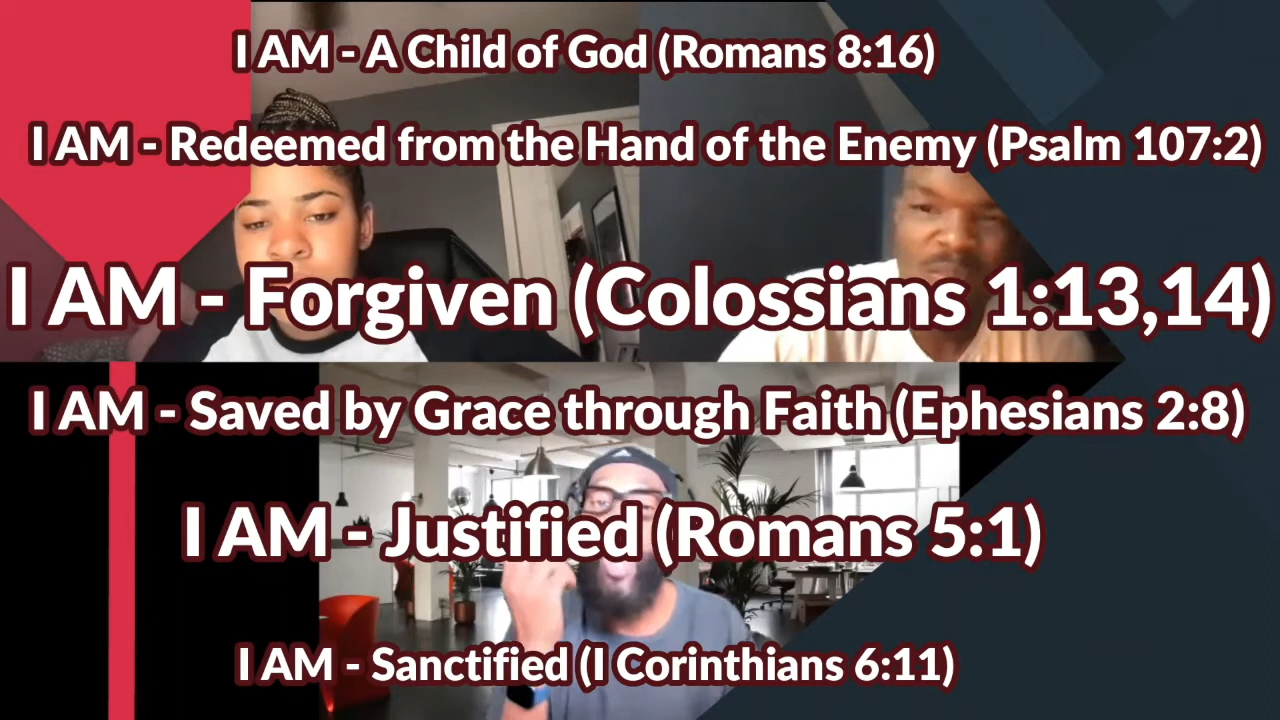 I AM - A Child of God (Romans 8:16)
I AM - Redeemed from the Hand of the Enemy (Psalm 107:2)
I AM - Forgiven (Colossians 1:13,14)
I AM - Saved by Grace through Faith (Ephesians 2:8)
I AM - Justified (Romans 5:1)
I AM - Sanctified (I Corinthians 6:11)